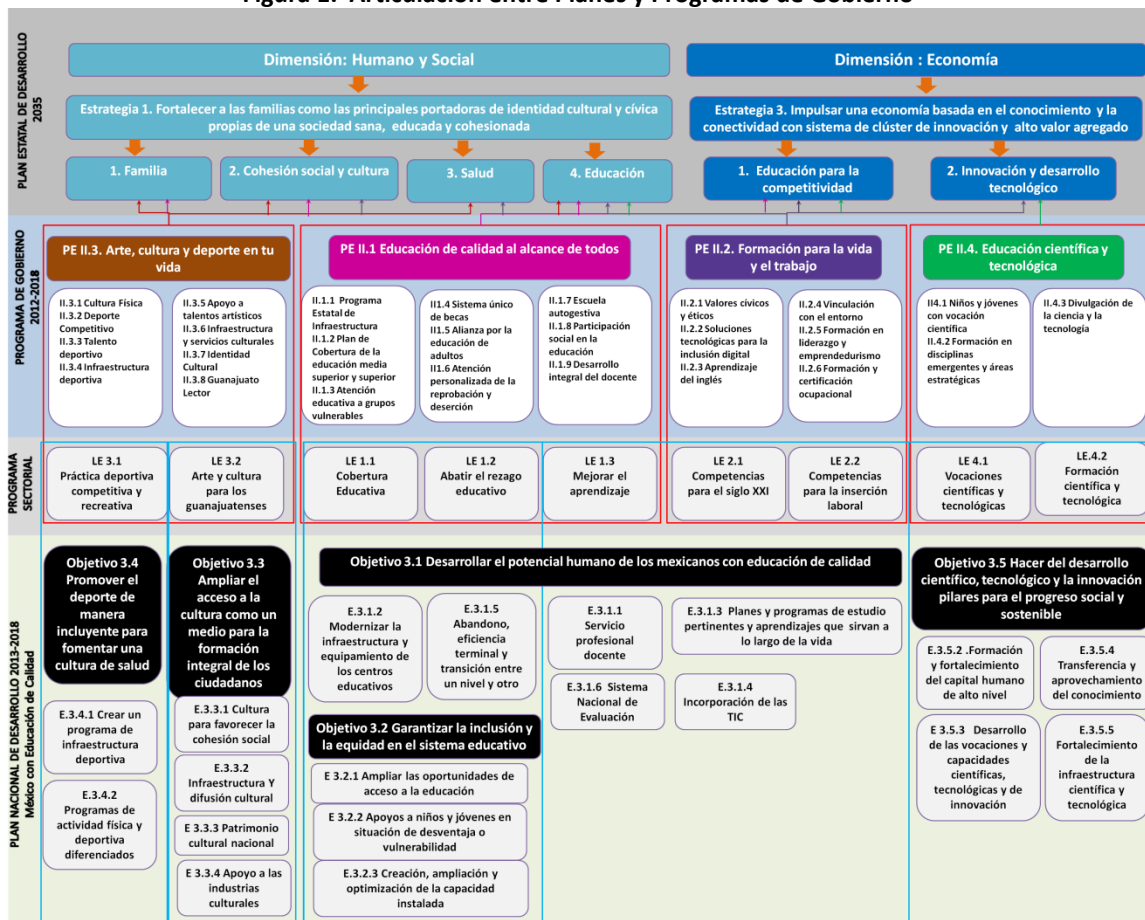 Figura 1. Articulación entre Planes y Programas de Gobierno
PLAN ESTATAL DE DESARROLLO
2035
Dimensión: Humano y Social
Dimensión : Economía
Estrategia 1. Fortalecer a las familias como las principales portadoras de identidad cultural y cívica
propias de una sociedad sana, educada y cohesionada
Estrategia 3. Impulsar una economía basada en el conocimiento y la
conectividad con sistema de clúster de innovación y alto valor agregado
1. Familia
2. Cohesión social y cultura
3. Salud
4. Educación
1. Educación para la
competitividad
2. Innovación y desarrollo
tecnológico
PROGRAMA DE GOBIERNO
2012-2018
PE II.3. Arte, cultura y deporte en tu
vida
PE II.1 Educación de calidad al alcance de todos
PE II.2. Formación para la vida
y el trabajo
PE II.4. Educación científica y
tecnológica
II.3.1 Cultura Física
II.3.2 Deporte
Competitivo
II.3.3 Talento
deportivo
II.3.4 Infraestructura
deportiva
II.3.5 Apoyo a
talentos artísticos
II.3.6 Infraestructura
y servicios culturales
II.3.7 Identidad
Cultural
II.3.8 Guanajuato
Lector
II.1.1 Programa
Estatal de
Infraestructura
II.1.2 Plan de
Cobertura de la
educación media
superior y superior
II.1.3 Atención
educativa a grupos
vulnerables
II1.4 Sistema único
de becas
II1.5 Alianza por la
educación de
adultos
II1.6 Atención
personalizada de la
reprobación y
deserción
II.1.7 Escuela
autogestiva
II.1.8 Participación
social en la
educación
II.1.9 Desarrollo
integral del docente
II.2.1 Valores cívicos
y éticos
II.2.2 Soluciones
tecnológicas para la
inclusión digital
II.2.3 Aprendizaje
del inglés
II.2.4 Vinculación
con el entorno
II.2.5 Formación en
liderazgo y
emprendedurismo
II.2.6 Formación y
certificación
ocupacional
II4.1 Niños y jóvenes
con vocación
científica
II.4.2 Formación en
disciplinas
emergentes y áreas
estratégicas
II.4.3 Divulgación de
la ciencia y la
tecnología
PROGRAMA
SECTORIAL
LE 3.1
Práctica deportiva
competitiva y
recreativa
LE 3.2
Arte y cultura
para los
guanajuatenses
LE 1.1
Cobertura
Educativa
LE 1.2
Abatir el rezago
educativo
LE 1.3
Mejorar el
aprendizaje
LE 2.1
Competencias
para el siglo XXI
LE 2.2
Competencias
para la inserción
laboral
LE 4.1
Vocaciones
científicas y
tecnológicas
LE.4.2
Formación
científica y
tecnológica
PLAN NACIONAL DE DESARROLLO 2013-2018
México con Educación de Calidad
Objetivo 3.4
Promover el
deporte de
manera
incluyente para
fomentar una
cultura de salud
E.3.4.1 Crear un
programa de
infraestructura
deportiva
E.3.4.2
Programas de
actividad física y
deportiva
diferenciados
Objetivo 3.3
Ampliar el
acceso a la
cultura como un
medio para la
formación
integral de los
ciudadanos
E.3.3.1 Cultura
para favorecer la
cohesión social
E.3.3.2
Infraestructura Y
difusión cultural
E 3.3.3 Patrimonio
cultural nacional
E 3.3.4 Apoyo a las
industrias
culturales
Objetivo 3.1 Desarrollar el potencial humano de los mexicanos con educación de calidad
E.3.1.2
Modernizar la
infraestructura y
equipamiento de
los centros
educativos
E.3.1.5
Abandono,
eficiencia
terminal y
transición entre
un nivel y otro
E.3.1.1
Servicio
profesional
docente
E.3.1.3 Planes y programas de estudio
pertinentes y aprendizajes que sirvan a
lo largo de la vida
E.3.1.6 Sistema
Nacional de
Evaluación
E.3.1.4
Incorporación de las
TIC
Objetivo 3.2 Garantizar la inclusión y
la equidad en el sistema educativo
E 3.2.1 Ampliar las oportunidades de
acceso a la educación
E 3.2.2 Apoyos a niños y jóvenes en
situación de desventaja o
vulnerabilidad
E.3.2.3 Creación, ampliación y
optimización de la capacidad
instalada
Objetivo 3.5 Hacer del desarrollo
científico, tecnológico y la innovación
pilares para el progreso social y
sostenible
E.3.5.2 .Formación
y fortalecimiento
del capital humano
de alto nivel
E.3.5.4
Transferencia y
aprovechamiento
del conocimiento
E 3.5.3 Desarrollo
de las vocaciones y
capacidades
científicas,
tecnológicas y de
innovación
E.3.5.5
Fortalecimiento
de la
infraestructura
científica y
tecnológica